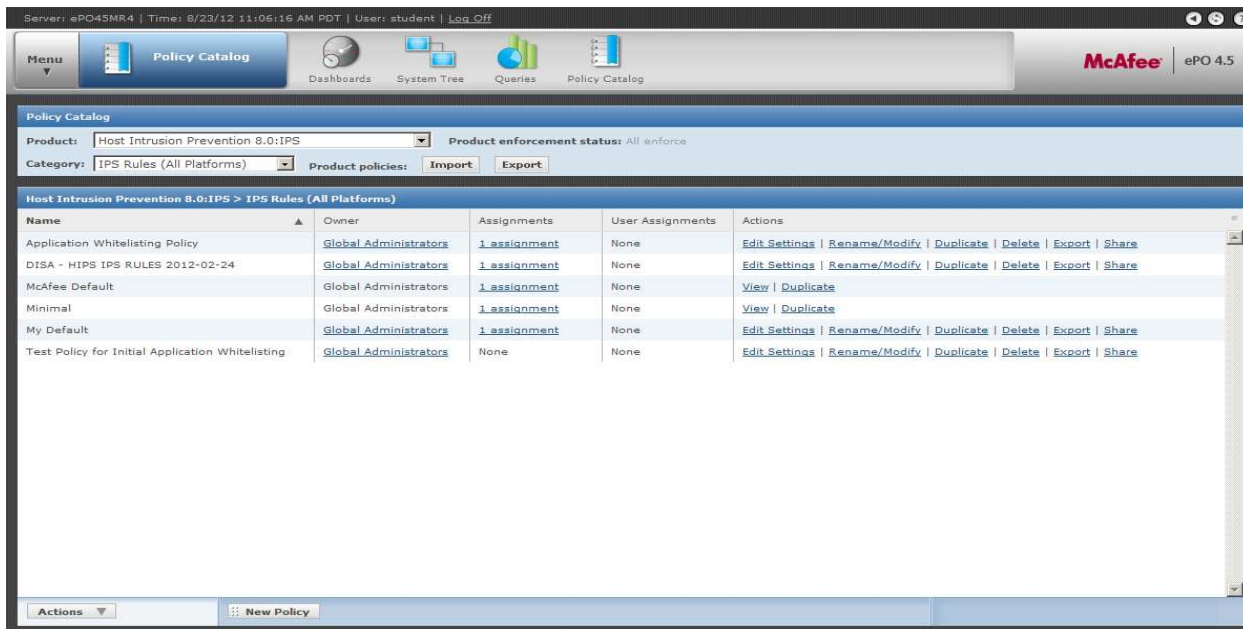 Server: ePO45MR4 | Time: 8/23/12 11:06:16 AM PDT | User: student | Log Off
Menu
Policy Catalog
Dashboards
System Tree
Queries
Policy Catalog
McAfee
ePO 4.5
Policy Catalog
Product: Host Intrusion Prevention 8.0:IPS Product enforcement status: All enforce
Category: IPS Rules (All Platforms) Product policies: Import Export
Host Intrusion Prevention 8.0:IPS > IPS Rules (All Platforms)
Name Owner Assignments User Assignments Actions
Application Whitelisting Policy Global Administrators 1 assignment None Edit Settings | Rename/Modify | Duplicate | Delete | Export | Share
DISA - HIPS IPS RULES 2012-02-24 Global Administrators 1 assignment None Edit Settings | Rename/Modify | Duplicate | Delete | Export | Share
McAfee Default Global Administrators 1 assignment None View | Duplicate
Minimal Global Administrators 1 assignment None View | Duplicate
My Default Global Administrators 1 assignment None Edit Settings | Rename/Modify | Duplicate | Delete | Export | Share
Test Policy for Initial Application Whitelisting Global Administrators None None Edit Settings | Rename/Modify | Duplicate | Delete | Export | Share
Actions New Policy